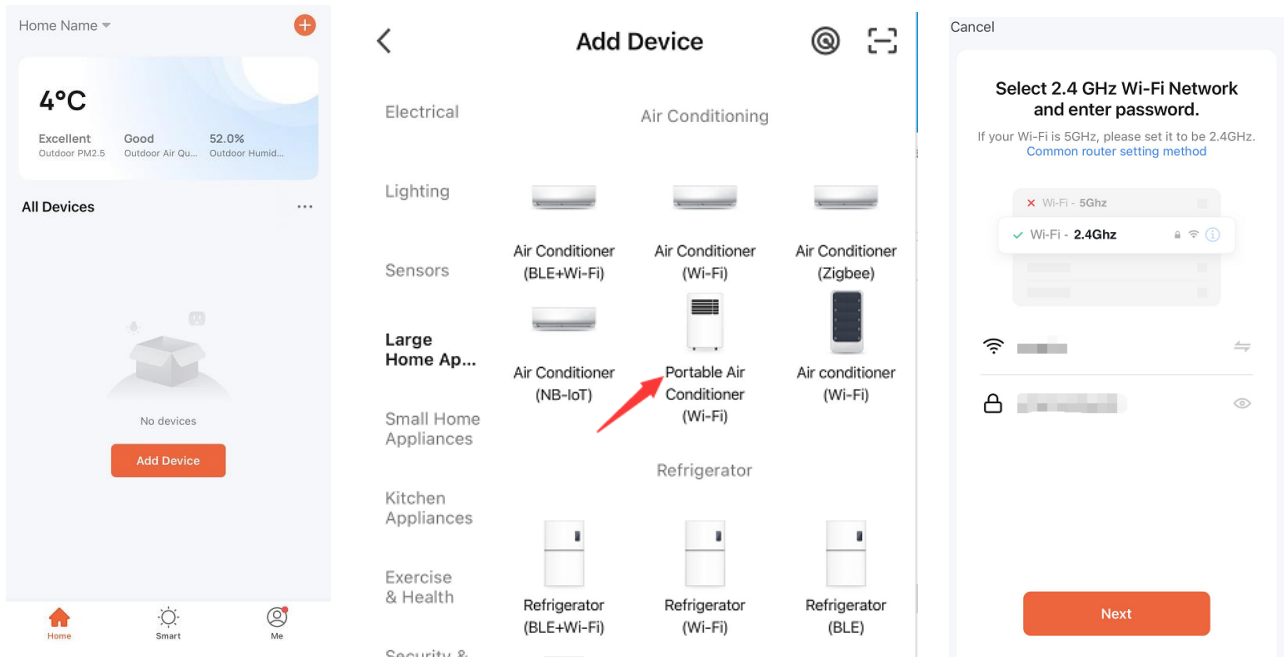 Home Name
4°C
Excellent Good 52.0%
Outdoor PM2.5 Outdoor Air Qu... Outdoor Humid...
All Devices
No devices
Add Device
Home Smart Me
Add Device
Electrical
Lighting
Sensors
Large
Home Ap...
Small Home
Appliances
Kitchen
Appliances
Exercise
& Health
Security &
Air Conditioning
Air Conditioner Air Conditioner Air Conditioner
(BLE+Wi-Fi) (Wi-Fi) (Zigbee)
Air Conditioner Portable Air Air conditioner
(NB-IoT) Conditioner (Wi-Fi)
(Wi-Fi)
Refrigerator
Refrigerator Refrigerator Refrigerator
(BLE+Wi-Fi) (Wi-Fi) (BLE)
Cancel
Select 2.4 GHz Wi-Fi Network
and enter password.
If your Wi-Fi is 5GHz, please set it to be 2.4GHz.
Common router setting method
Wi-Fi - 5Ghz
Wi-Fi - 2.4Ghz
Next